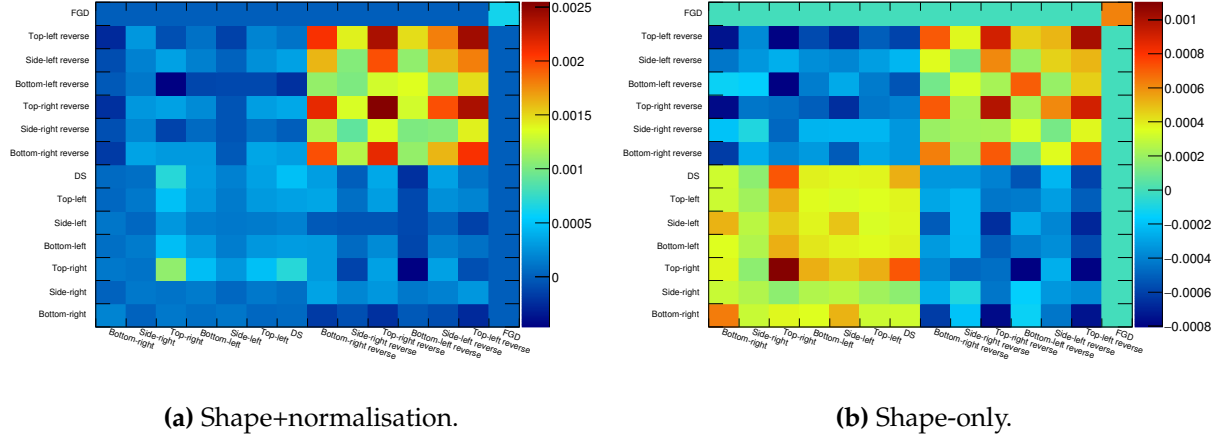 FGD
Top-left reverse
Side-left reverse
Bottom-left reverse
Top-right reverse
Side-right reverse
Bottom-right reverse
DS
Top-left
Side-left
Bottom-left
Top-right
Side-right
Bottom-right
Bottom-right
Side-right
Top-right
Bottom-left
Side-left
Top-left
DS
Bottom-right reverse
Side-right reverse
Top-right reverse
Bottom-left reverse
Side-left reverse
Top-left reverse
FGD
0.0025
0.002
0.0015
0.001
0.0005
0
(a) Shape+normalisation.
FGD
Top-left reverse
Side-left reverse
Bottom-left reverse
Top-right reverse
Side-right reverse
Bottom-right reverse
DS
Top-left
Side-left
Bottom-left
Top-right
Side-right
Bottom-right
Bottom-right
Side-right
Top-right
Bottom-left
Side-left
Top-left
DS
Bottom-right reverse
Side-right reverse
Top-right reverse
Bottom-left reverse
Side-left reverse
Top-left reverse
FGD
0.001
0.0008
0.0006
0.0004
0.0002
0
−0.0002
−0.0004
−0.0006
−0.0008
(b) Shape-only.